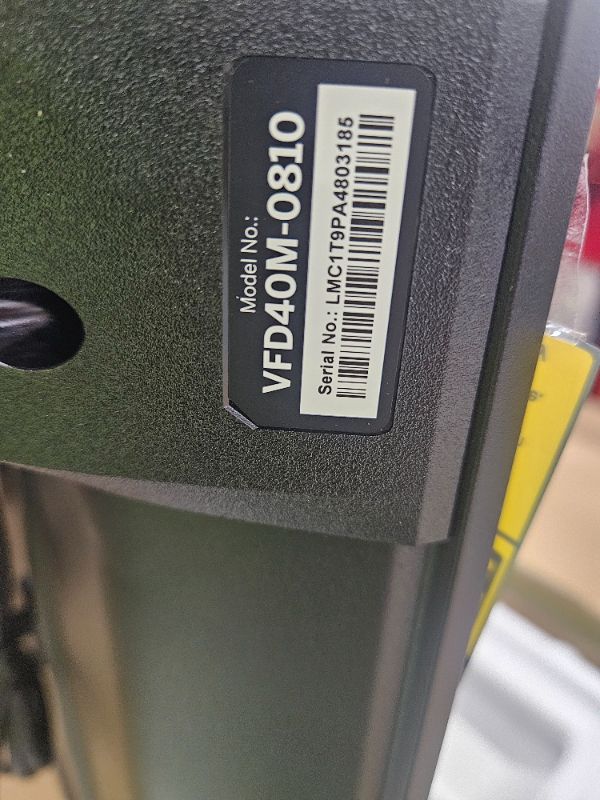 Model No.:
VFD40M-0810
Serial No.: LMC1T9PA4803185